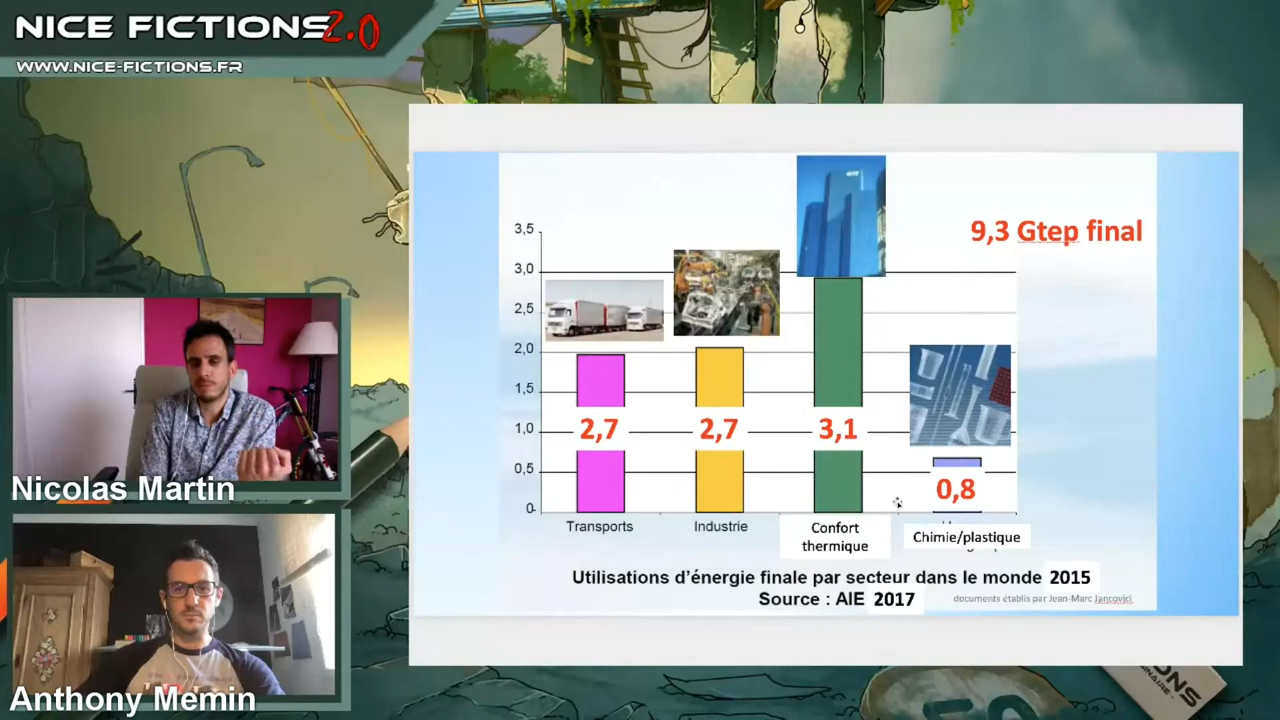 NICE FICTIONS 2.0
WWW.NICE-FICTIONS.FR
9,3 Gtep final
3,5
3,0
2,5
2,0
1,5
1,0
0,5
0
2,7
2,7
3,1
0,8
Transports
Industrie
Confort
thermique
Chimie/plastique
Utilisations d'énergie finale par secteur dans le monde 2015
Source : AIE 2017
documents établis par Jean-Marc Jancovici
Nicolas Martin
Anthony Memin